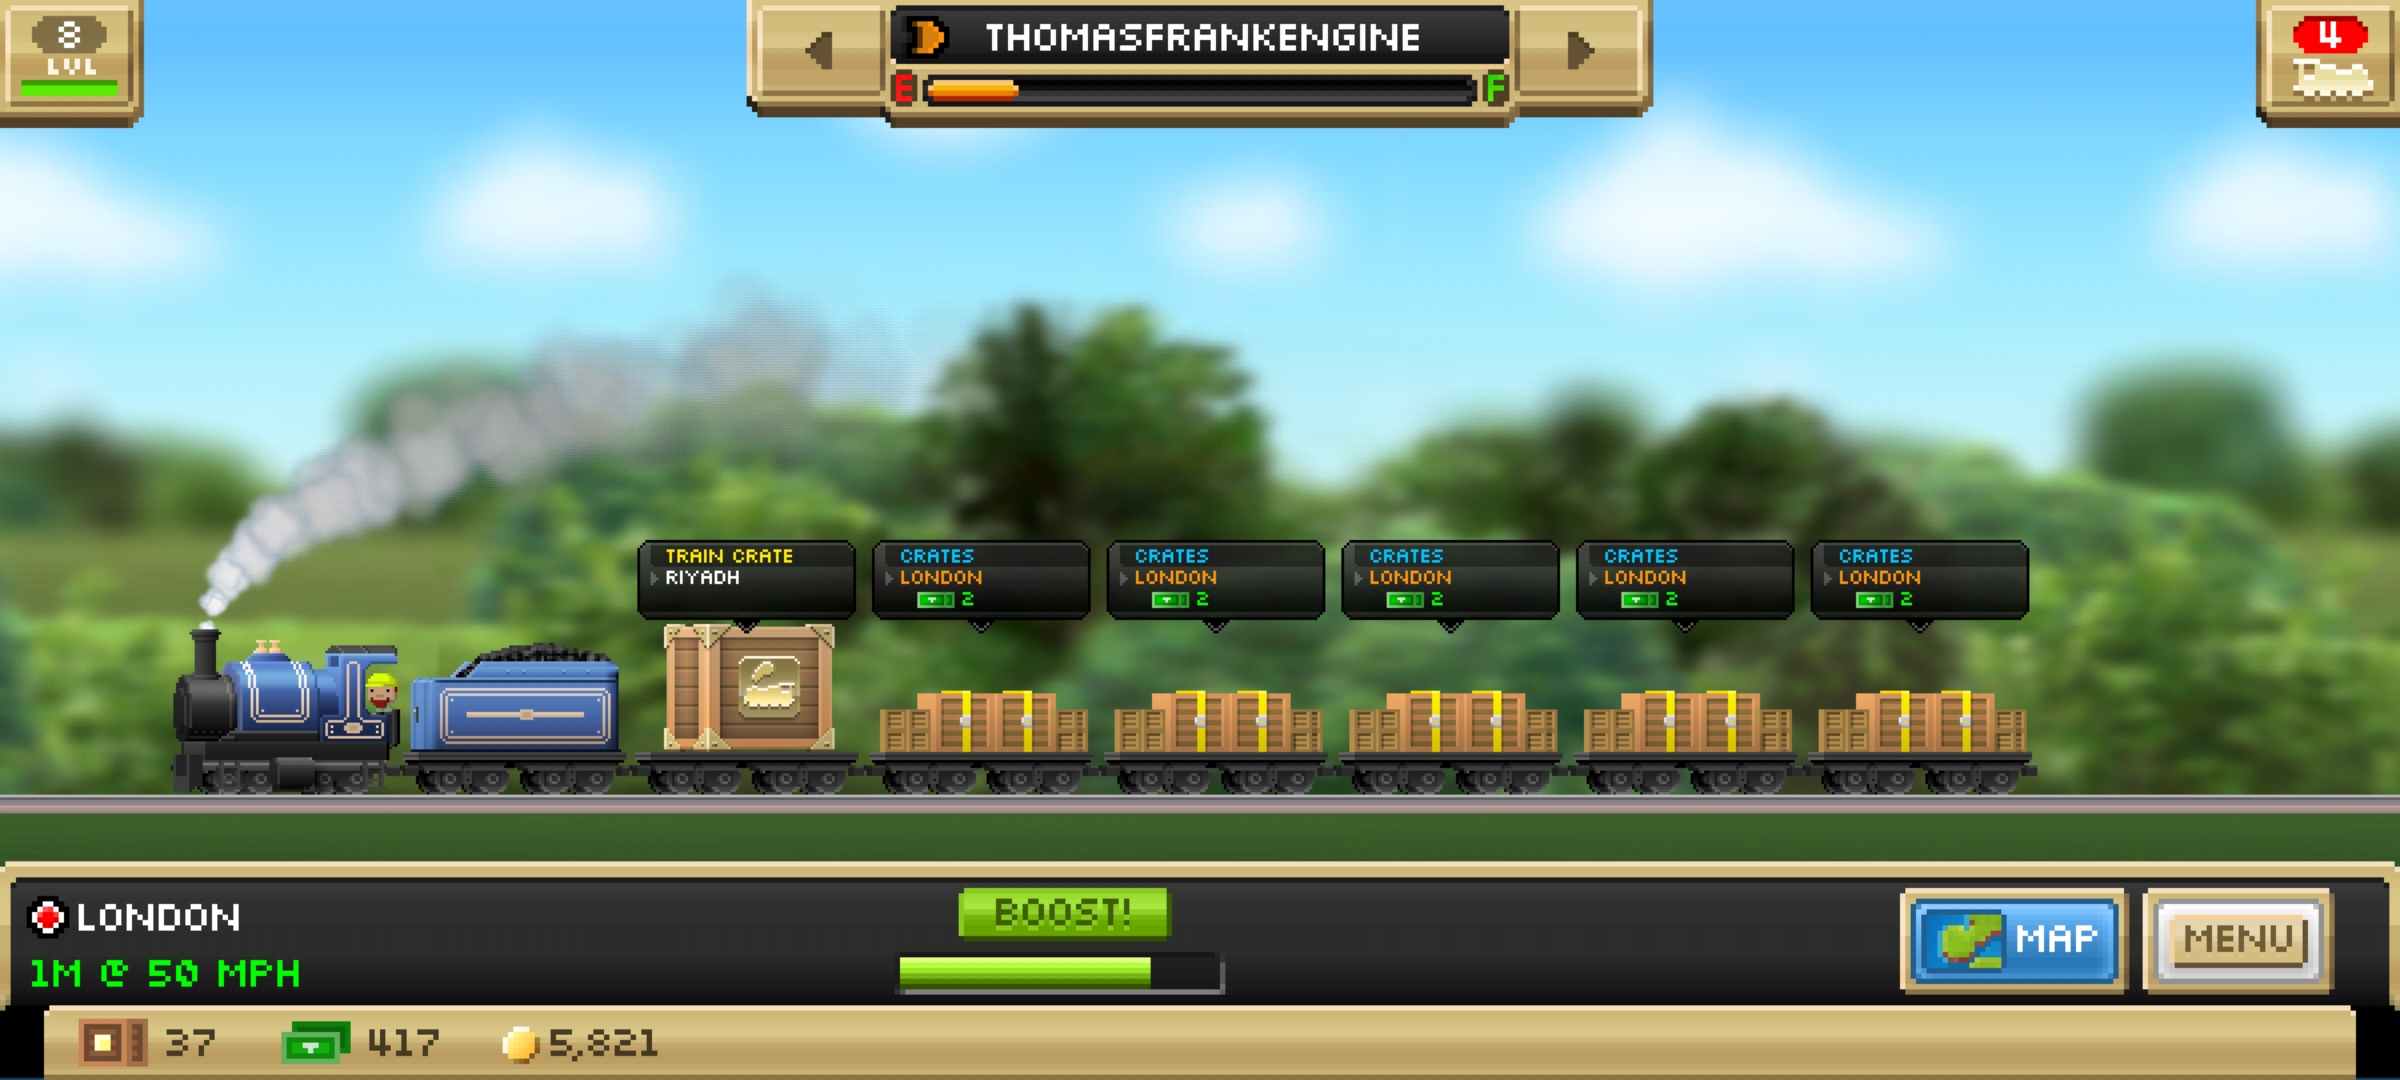 8
LVL
THOMASFRANKENGINE
E F
4
TRAIN CRATE
RIYADH
CRATES
LONDON
2
CRATES
LONDON
2
CRATES
LONDON
2
CRATES
LONDON
2
CRATES
LONDON
2
LONDON
1M @ 50 MPH
BOOST!
MAP
MENU
37 417 5,821